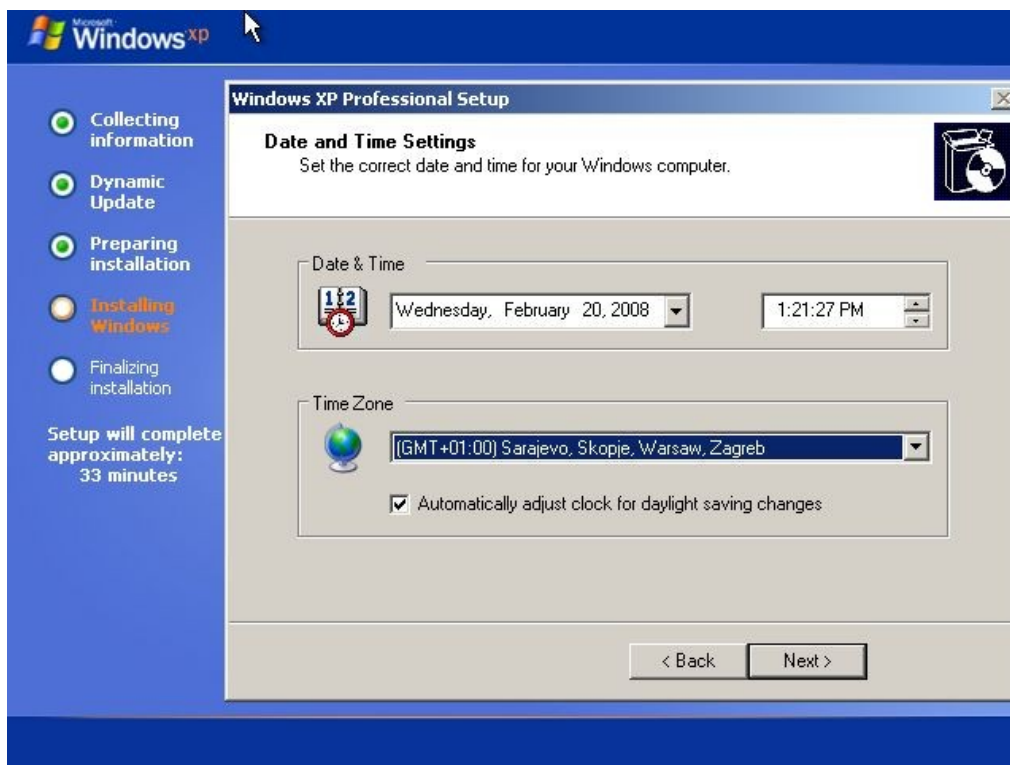 Microsoft
Windows xp
Collecting
information
Dynamic
Update
Preparing
installation
Installing
Windows
Finalizing
installation
Setup will complete
approximately:
33 minutes
Windows XP Professional Setup
Date and Time Settings
Set the correct date and time for your Windows computer.
Date & Time
1 12
Wednesday, February 20, 2008
1:21:27 PM
Time Zone
(GMT+01:00) Sarajevo, Skopje, Warsaw, Zagreb
Automatically adjust clock for daylight saving changes
< Back
Next >